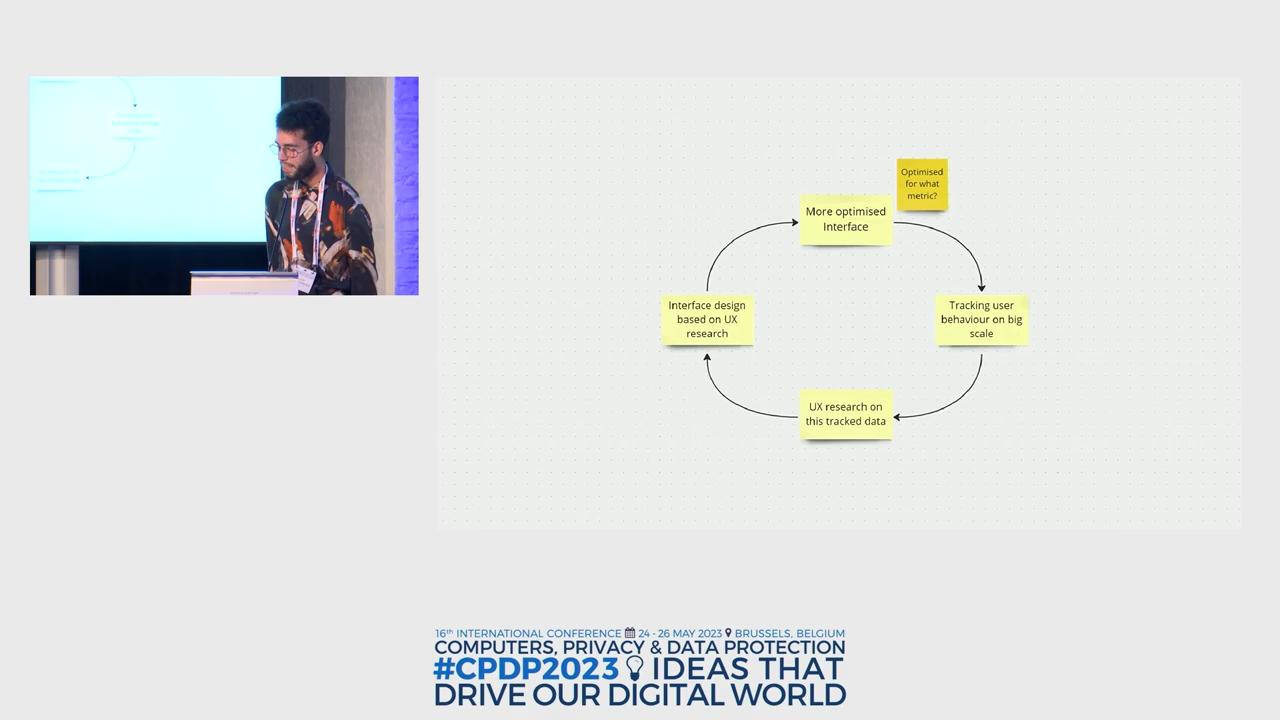 Optimised
for what
metric?
More optimised
Interface
Interface design
based on UX
research
Tracking user
behaviour on big
scale
UX research on
this tracked data
16th INTERNATIONAL CONFERENCE 24 - 26 MAY 2023 BRUSSELS, BELGIUM
COMPUTERS, PRIVACY & DATA PROTECTION
#CPDP2023 IDEAS THAT
DRIVE OUR DIGITAL WORLD